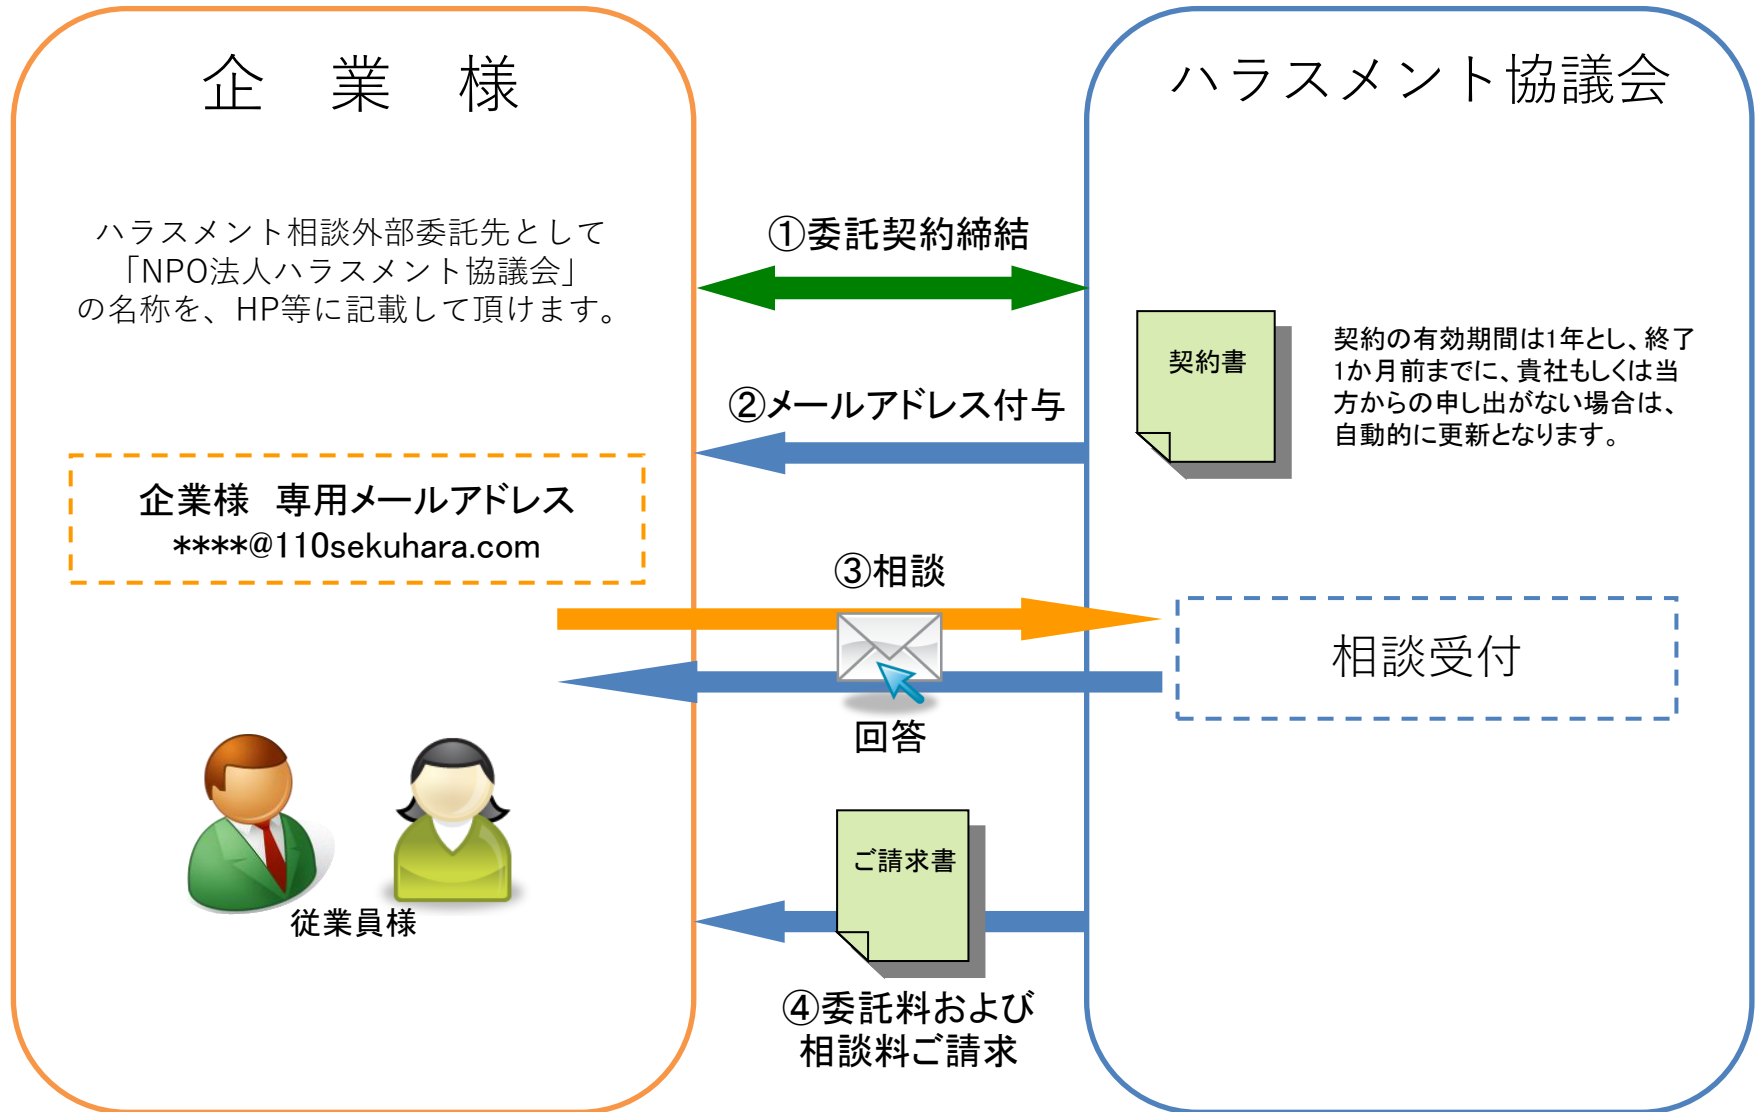 企　業　様
ハラスメント相談外部委託先として
「NPO法人ハラスメント協議会」
の名称を、HP等に記載して頂けます。
企業様　専用メールアドレス
****@110sekuhara.com
従業員様
①委託契約締結
②メールアドレス付与
③相談
回答
ご請求書
④委託料および
相談料ご請求
ハラスメント協議会
契約書
契約の有効期間は1年とし、終了
1か月前までに、貴社もしくは当
方からの申し出がない場合は、
自動的に更新となります。
相談受付